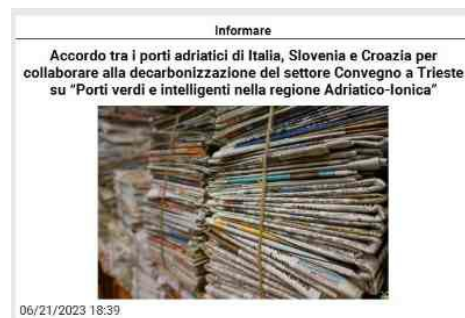 Informare
Accordo tra i porti adriatici di Italia, Slovenia e Croazia per
collaborare alla decarbonizzazione del settore Convegno a Trieste
su “Porti verdi e intelligenti nella regione Adriatico-Ionica”
06/21/2023 18:39